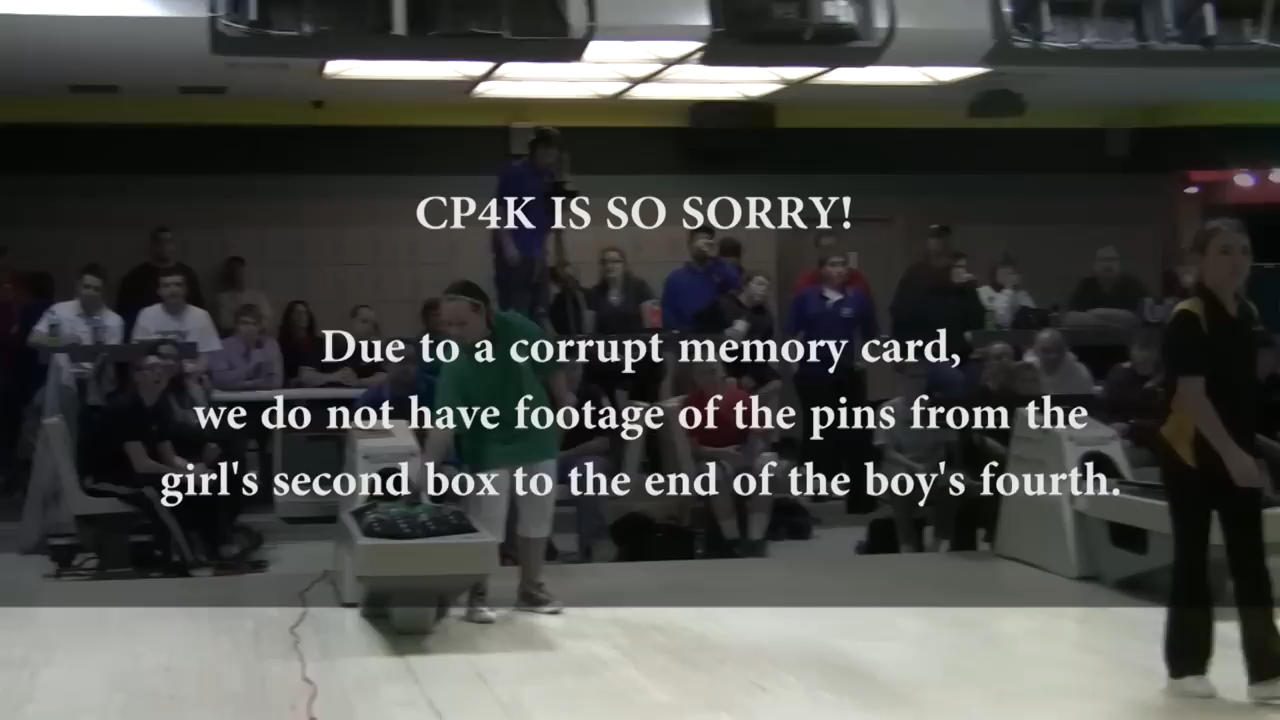 CP4K IS SO SORRY!
Due to a corrupt memory card,
we do not have footage of the pins from the
girl's second box to the end of the boy's fourth.